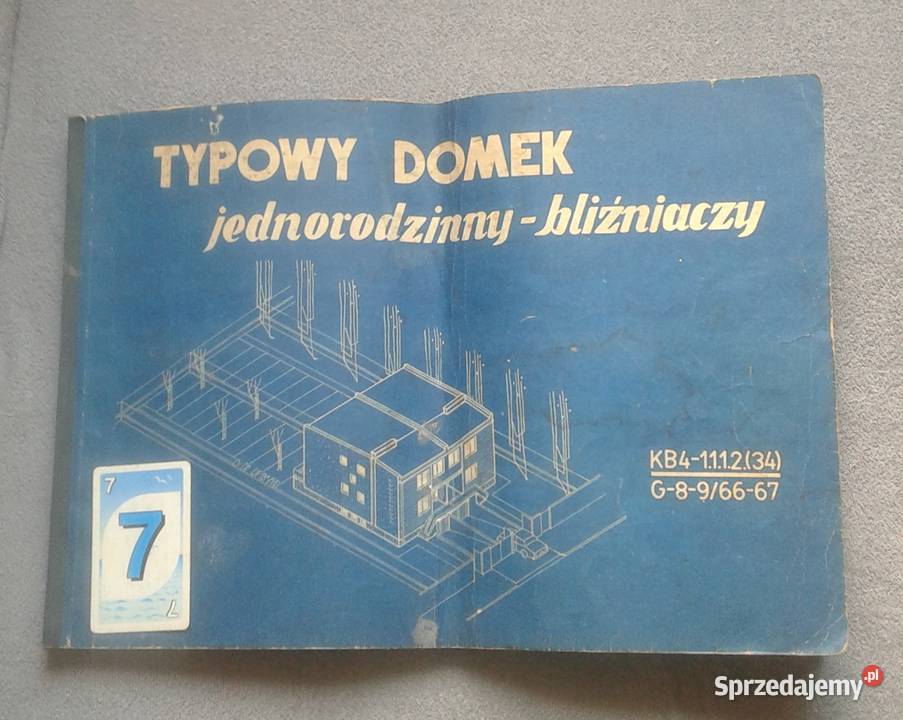 TYPOWY DOMEK
jednorodzinny-bliźniaczy
KB4-1.1.1.2.(34)
G-8-9/66-67
7
7
7
Sprzedajemy.pl